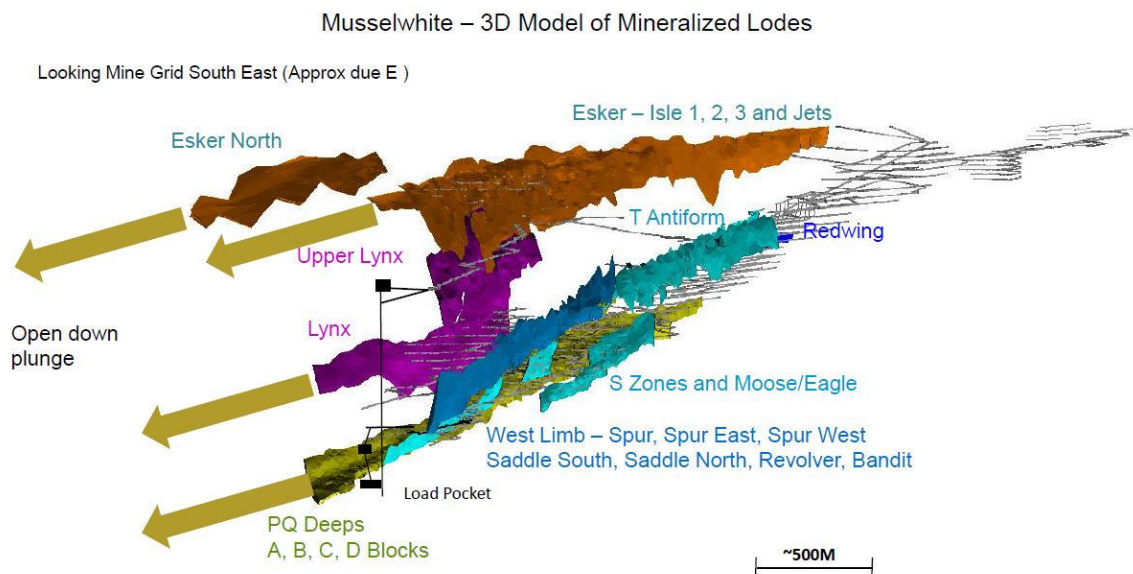 Musselwhite – 3D Model of Mineralized Lodes
Looking Mine Grid South East (Approx due E )
Esker – Isle 1, 2, 3 and Jets
Esker North
T Antiform
Redwing
Upper Lynx
Open down
plunge
Lynx
S Zones and Moose/Eagle
West Limb – Spur, Spur East, Spur West
Saddle South, Saddle North, Revolver, Bandit
Load Pocket
PQ Deeps
A, B, C, D Blocks
~500M